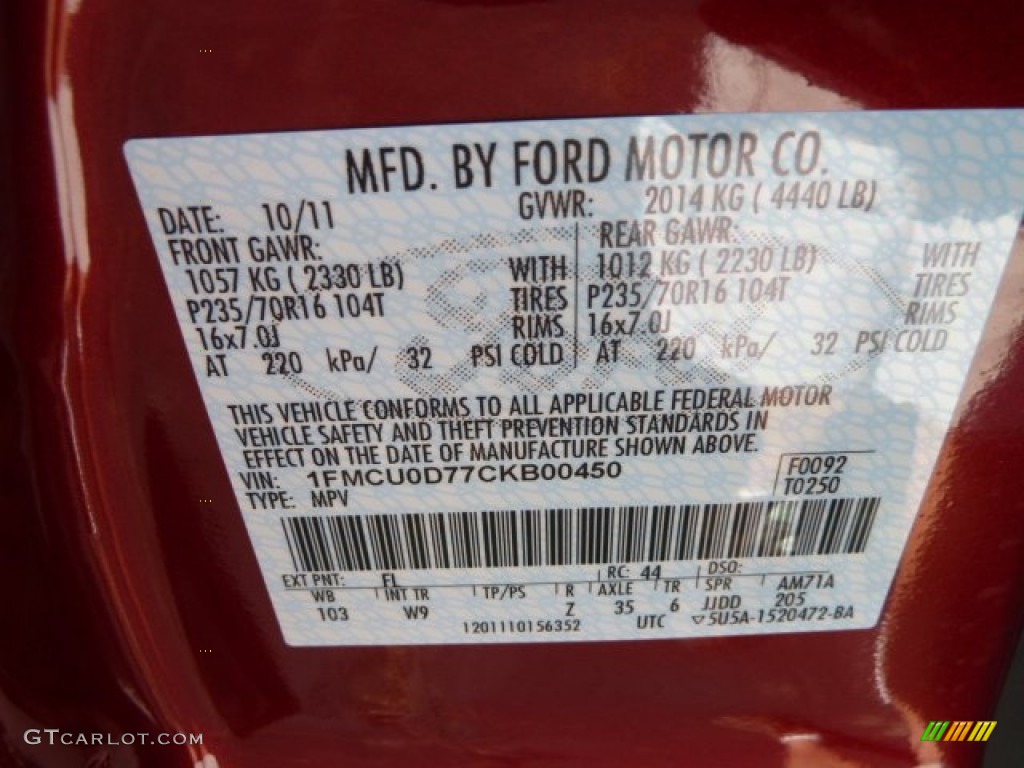 MFD. BY FORD MOTOR CO.
DATE: 10/11 GVWR: 2014 KG ( 4440 LB)
FRONT GAWR: REAR GAWR:
1057 KG ( 2330 LB) WITH 1012 KG ( 2230 LB) WITH
P235/70R16 104T TIRES P235/70R16 104T TIRES
16x7.0J RIMS 16x7.0J RIMS
AT 220 kPa/ 32 PSI COLD AT 220 kPa/ 32 PSI COLD
THIS VEHICLE CONFORMS TO ALL APPLICABLE FEDERAL MOTOR
VEHICLE SAFETY AND THEFT PREVENTION STANDARDS IN
EFFECT ON THE DATE OF MANUFACTURE SHOWN ABOVE.
VIN: 1FMCU0D77CKB00450 F0092
TYPE: MPV T0250
EXT PNT: FL RC: 44 DSO:
WB INT TR TP/PS R AXLE TR SPR AM71A
103 W9 Z 35 6 JJDD 205
1201110156352 UTC ▽5U5A-1520472-BA
GTCARLOT.COM